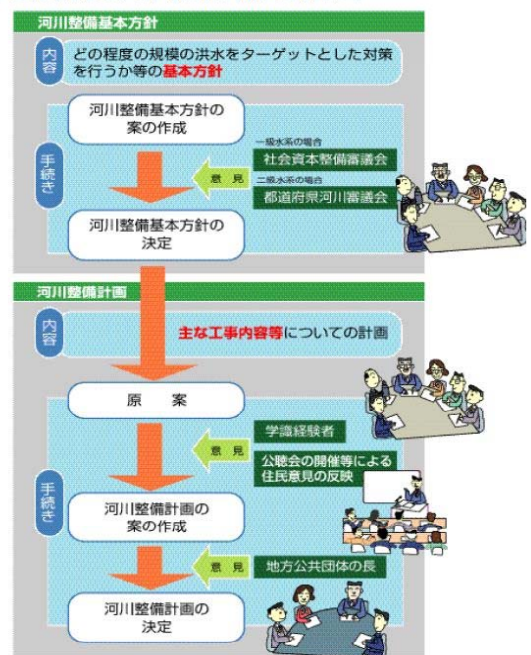 河川整備基本方針
内容
どの程度の規模の洪水をターゲットとした対策
を行うか等の基本方針
河川整備基本方針の
案の作成
手続き
一級水系の場合
社会資本整備審議会
意見
二級水系の場合
都道府県河川審議会
河川整備基本方針の
決定
河川整備計画
内容
主な工事内容等についての計画
原 案
学識経験者
意見
公聴会の開催等による
住民意見の反映
手続き
河川整備計画の
案の作成
意見
地方公共団体の長
河川整備計画の
決定